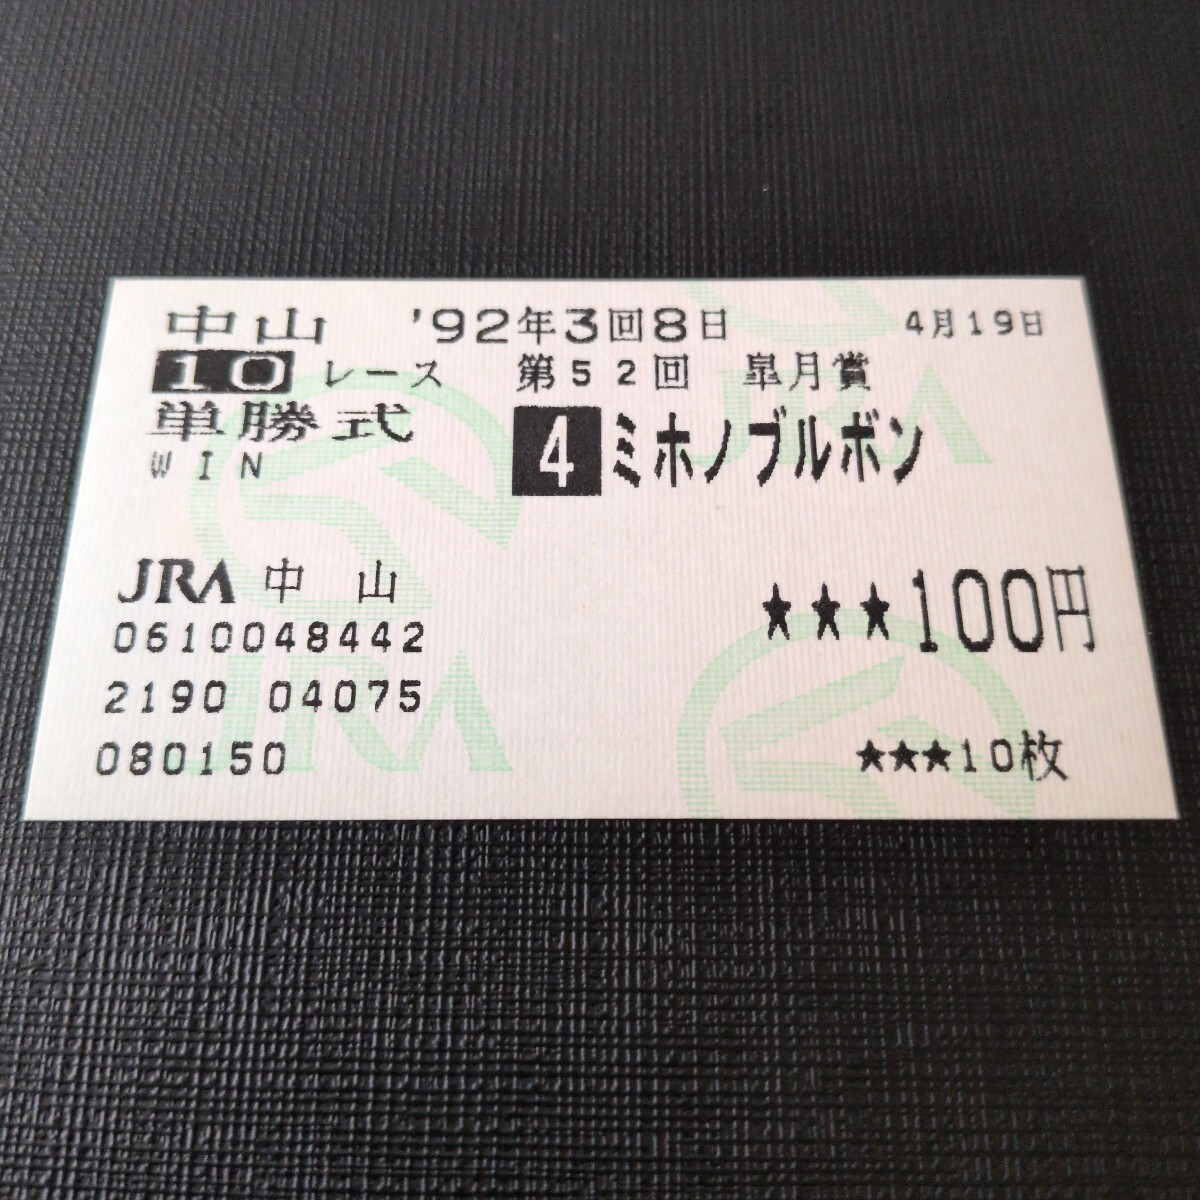 中山 '92年3回8日 4月19日
10 レース 第52回 皐月賞
単勝式 4 ミホノブルボン
WIN
JRA 中 山 ★★★100円
0610048442
2190 04075
080150 ★★★10枚
JRA
JRA